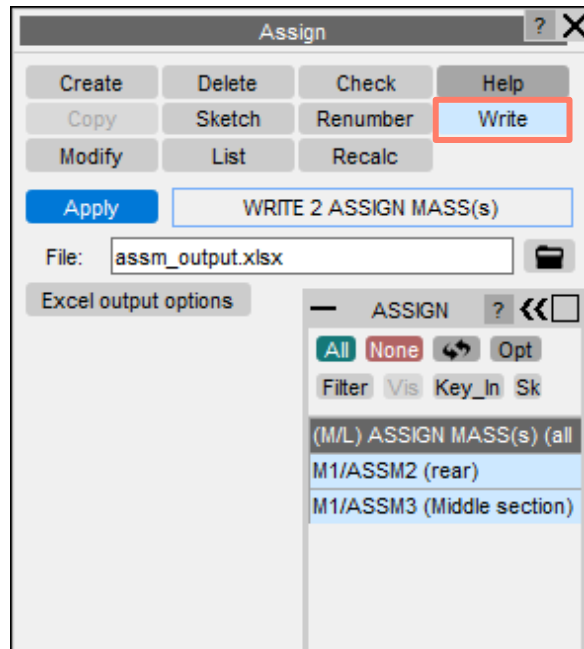 Assign ?
Create Delete Check Help
Copy Sketch Renumber Write
Modify List Recalc
Apply WRITE 2 ASSIGN MASS(s)
File: assm_output.xlsx
Excel output options
ASSIGN ?
All None Opt
Filter Vis Key_In Sk
(M/L) ASSIGN MASS(s) (all
M1/ASSM2 (rear)
M1/ASSM3 (Middle section)